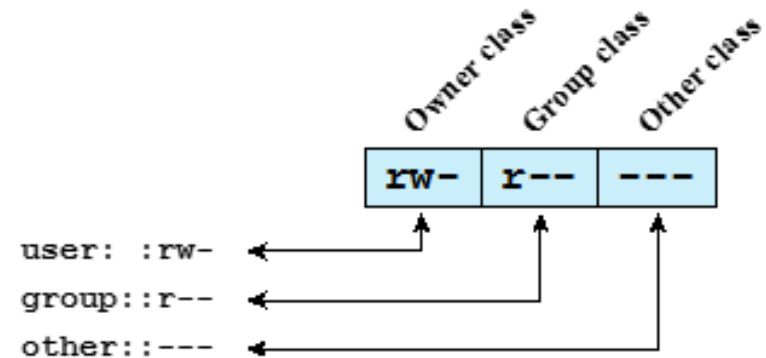 Owner class
Group class
Other class
rw- r-- ---
user: :rw-
group::r--
other::---